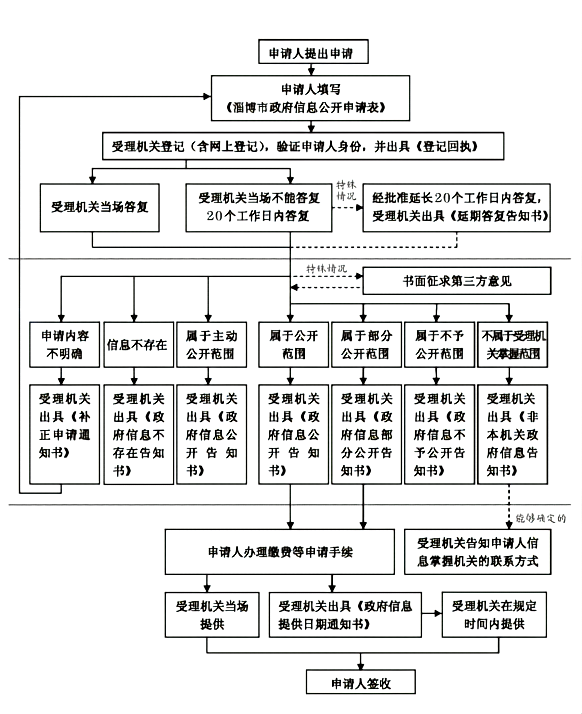 申请人提出申请
申请人填写
《淄博市政府信息公开申请表》
受理机关登记（含网上登记），验证申请人身份，并出具《登记回执》
受理机关当场答复
受理机关当场不能答复
20个工作日内答复
特殊
情况
经批准延长20个工作日内答复，
受理机关出具《延期答复告知书》
特殊情况
书面征求第三方意见
申请内容
不明确
信息不存在
属于主动
公开范围
属于公开
范围
属于部分
公开范围
属于不予
公开范围
不属于受理机
关掌握范围
受理机关
出具《补
正申请通
知书》
受理机关
出具《政
府信息不
存在告知
书》
受理机关
出具《政
府信息公
开告知
书》
受理机关
出具《政
府信息公
开告知
书》
受理机关
出具《政
府信息部
分公开告
知书》
受理机关
出具《政
府信息不
予公开告
知书》
受理机关
出具《非
本机关政
府信息告
知书》
能够确定的
申请人办理缴费等申请手续
受理机关告知申请人信
息掌握机关的联系方式
受理机关当场
提供
受理机关出具《政府信息
提供日期通知书》
受理机关在规定
时间内提供
申请人签收